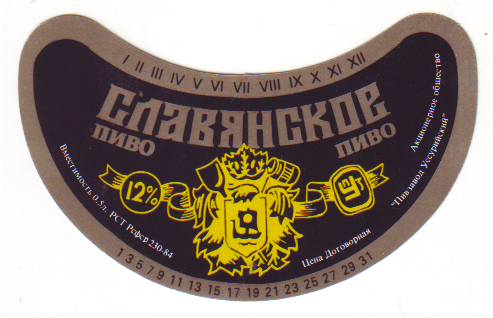 I II III IV V VI VII VIII IX X XI XII
СЛАВЯНСКОЕ
ПИВО ПИВО
12%
Вместимость 0.5л. РСТ Рсфср 230-84
Цена Договорная
Акционерное общество
"Пивзавод Уссурийский"
1 3 5 7 9 11 13 15 17 19 21 23 25 27 29 31